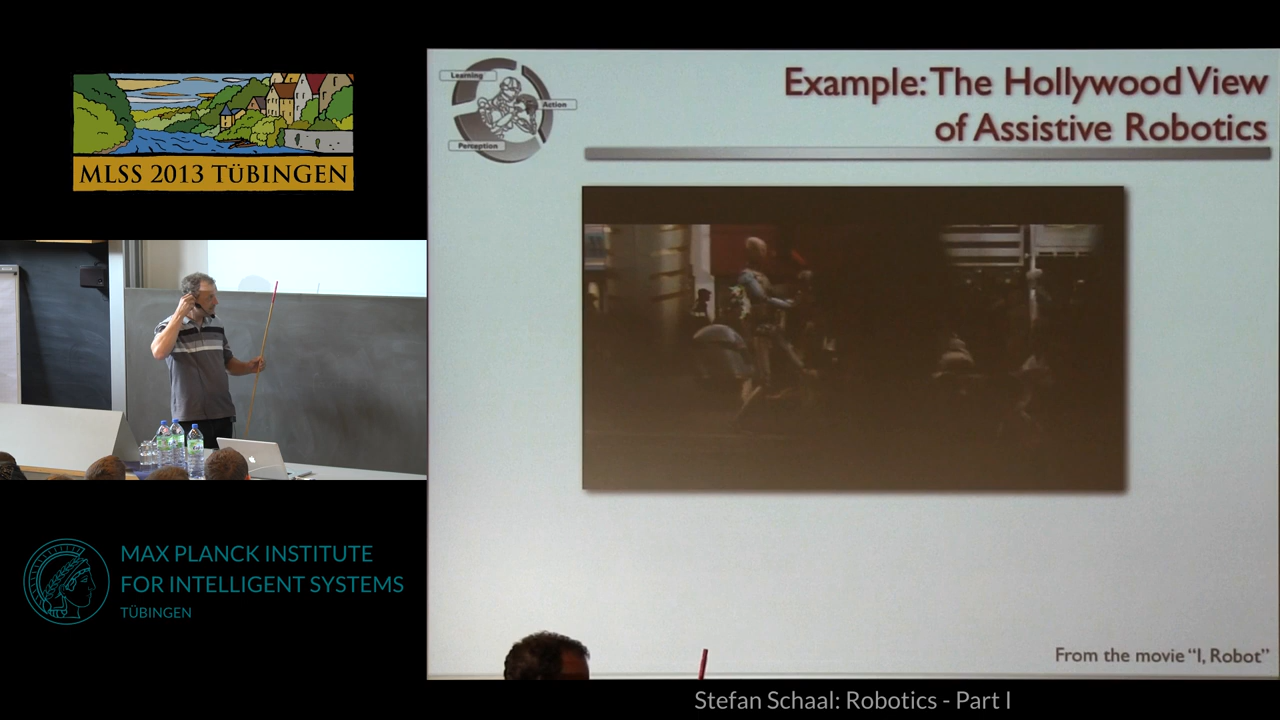 MLSS 2013 TÜBINGEN
Learning
Action
Perception
Example: The Hollywood View
of Assistive Robotics
MAX PLANCK INSTITUTE
FOR INTELLIGENT SYSTEMS
TÜBINGEN
From the movie “I, Robot”
Stefan Schaal: Robotics - Part I